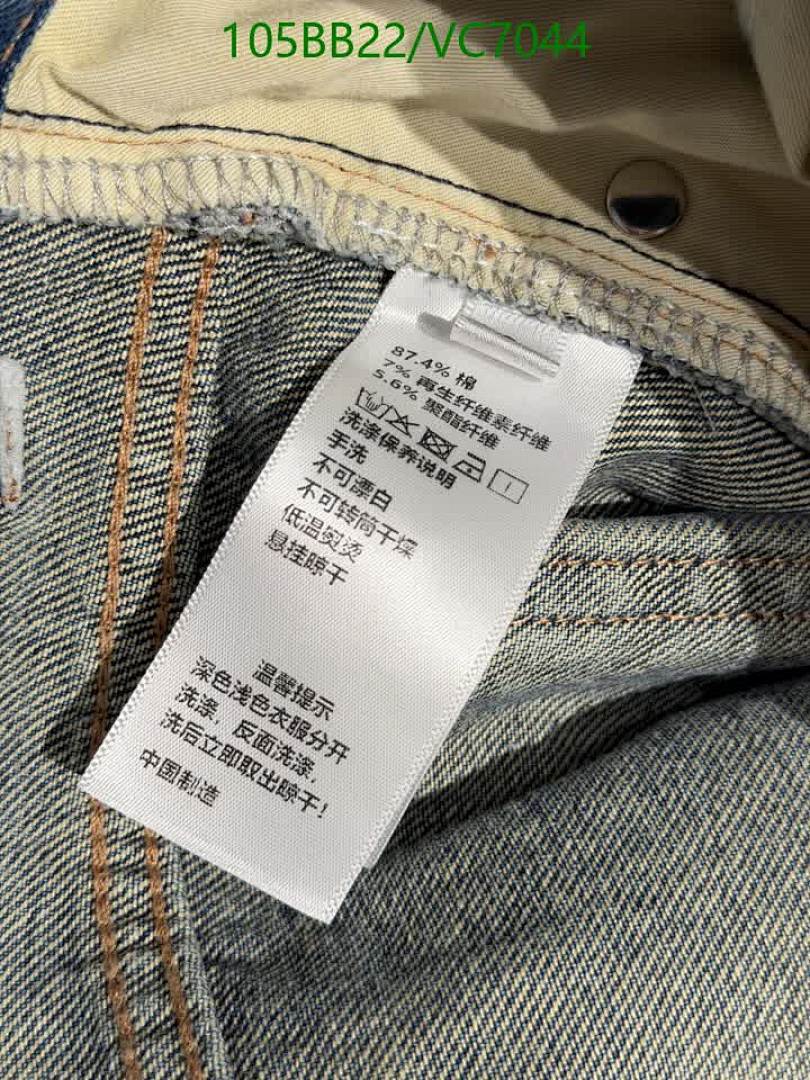 105BB22/VC7044
87.4% 棉
7% 再生纤维素纤维
5.6% 聚酯纤维
洗涤保养说明
手洗
不可漂白
不可转筒干燥
低温熨烫
悬挂晾干
温馨提示
深色浅色衣服分开
洗涤，反面洗涤，
洗后立即取出晾干！
中国制造